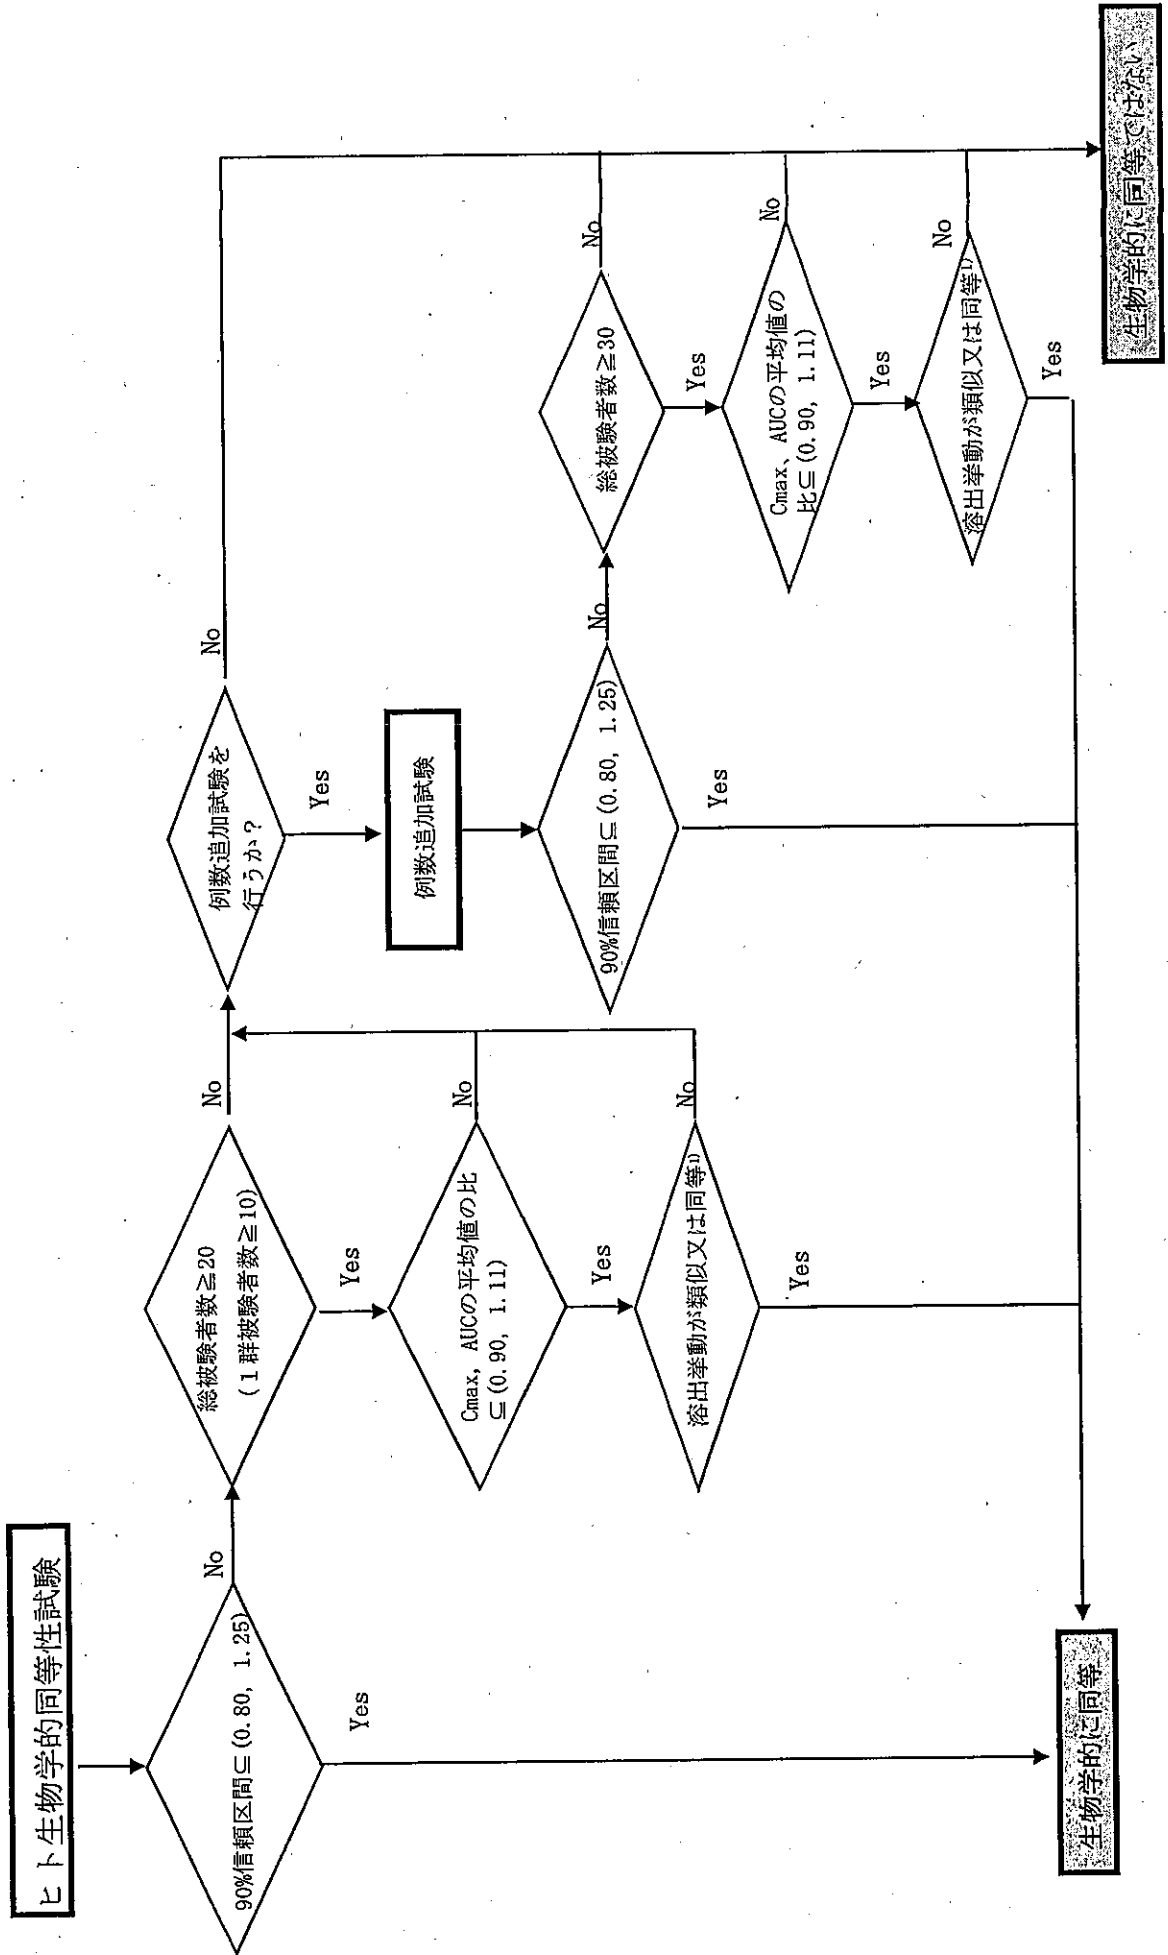 ヒト生物学的同等性試験
90%信頼区間⊆(0.80, 1.25)
No
Yes
総被験者数≧20
(1群被験者数≧10)
No
Yes
Cmax, AUCの平均値の比
⊆(0.90, 1.11)
No
Yes
溶出挙動が類似又は同等1)
No
Yes
例数追加試験を
行うか?
No
Yes
例数追加試験
90%信頼区間⊆(0.80, 1.25)
No
Yes
総被験者数≧30
No
Yes
Cmax、AUCの平均値の
比⊆(0.90, 1.11)
No
Yes
溶出挙動が類似又は同等1)
No
Yes
生物学的に同等
生物学的に同等ではない